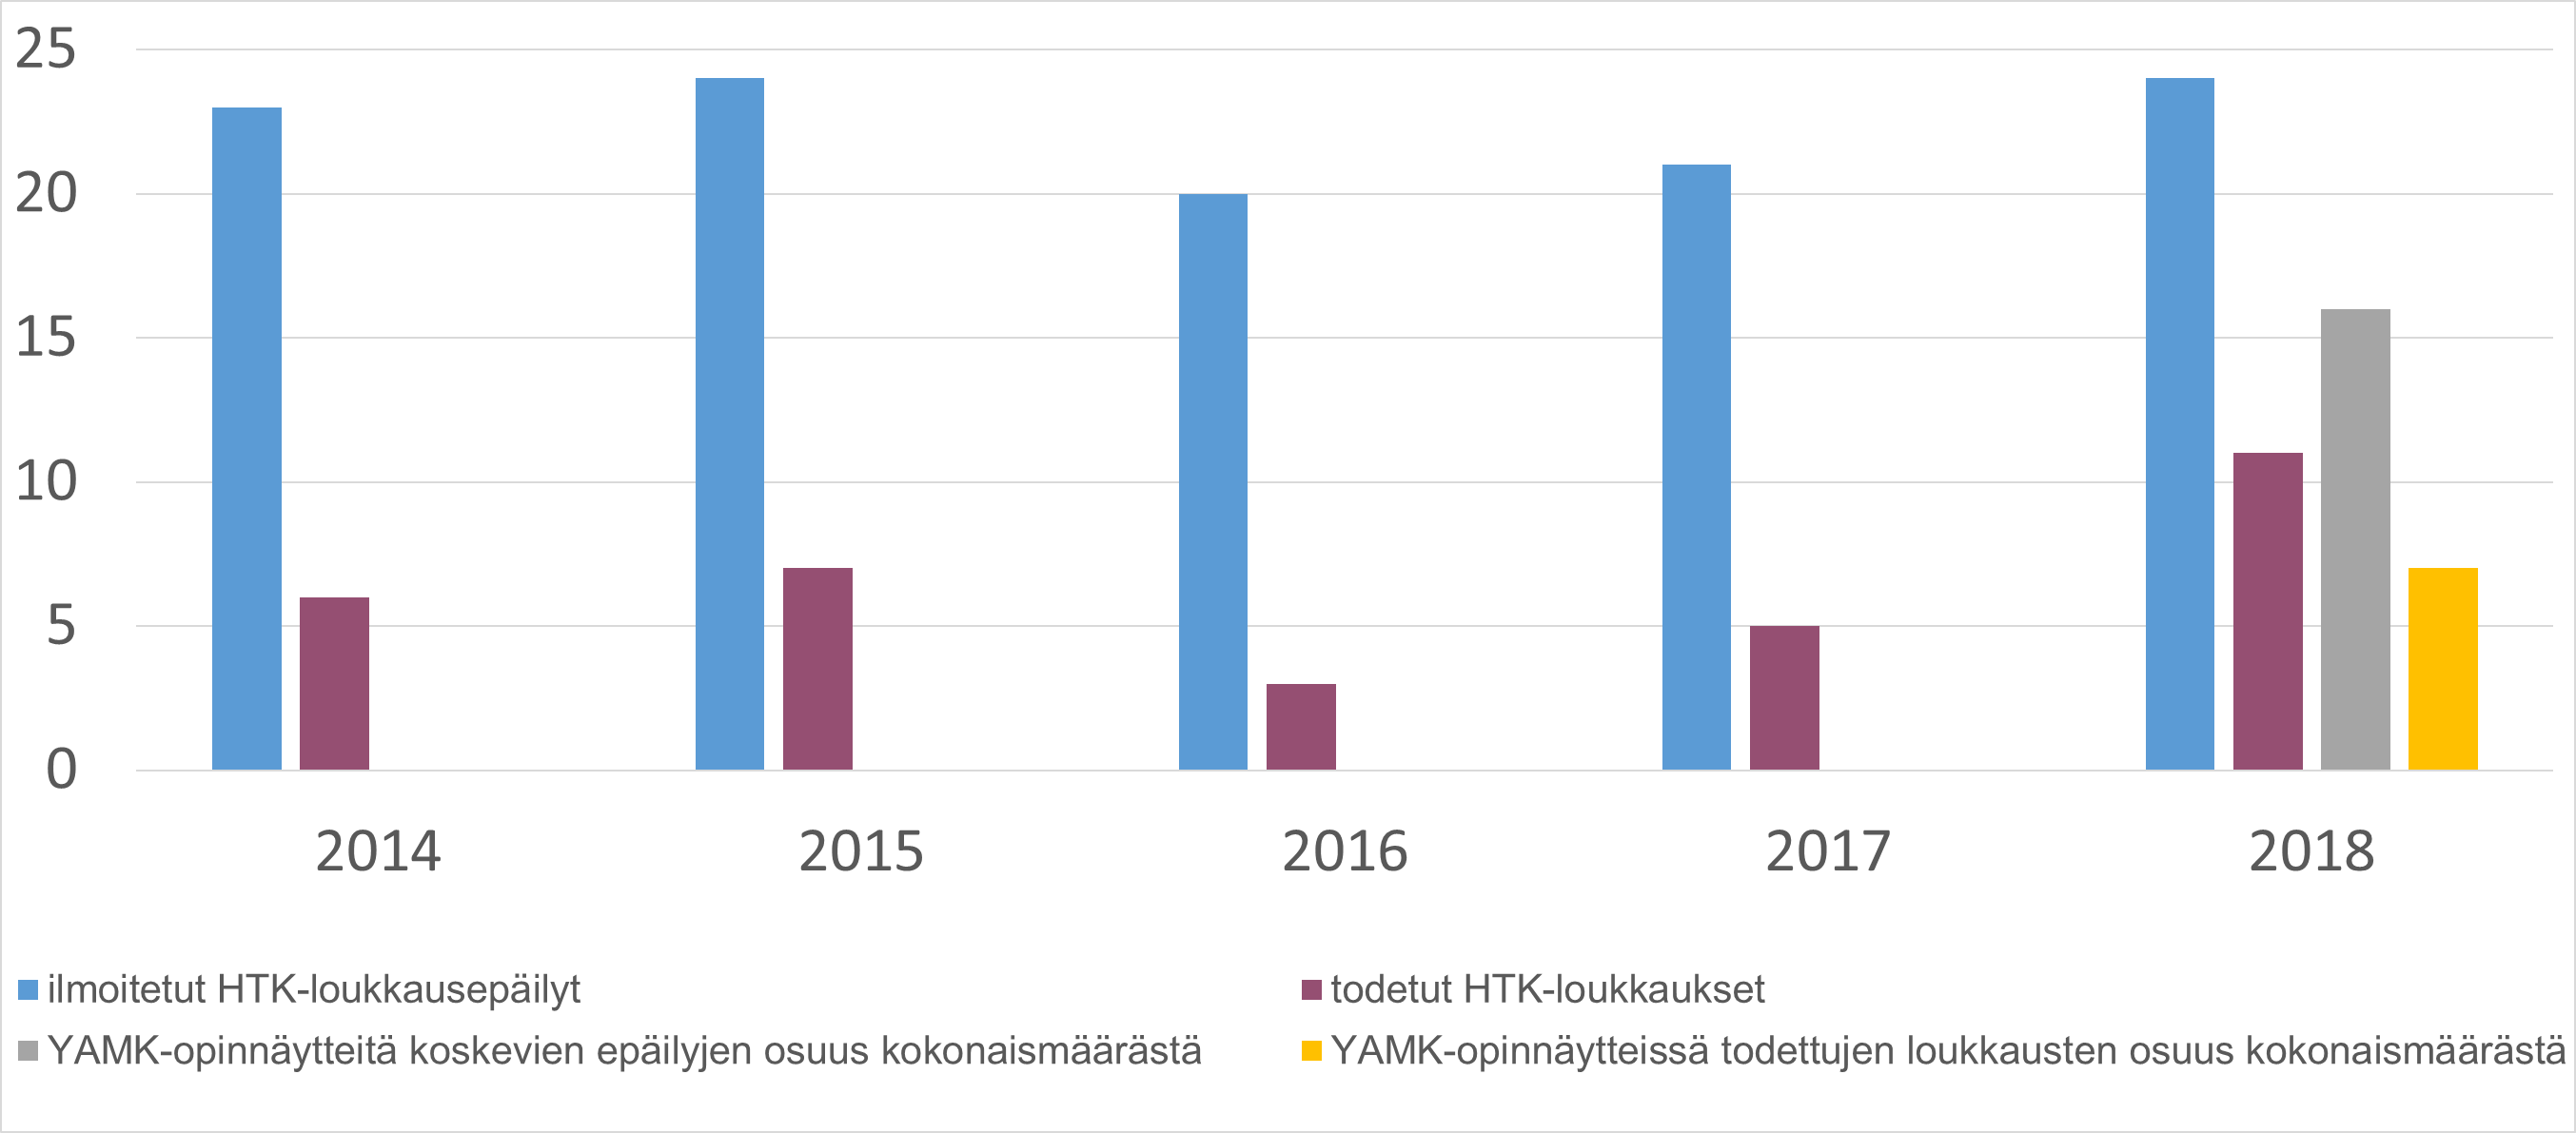 25
20
15
10
5
0
2014 2015 2016 2017 2018
ilmoitetut HTK-loukkausepäilyt todetut HTK-loukkaukset
YAMK-opinnäytteitä koskevien epäilyjen osuus kokonaismäärästä YAMK-opinnäytteissä todettujen loukkausten osuus kokonaismäärästä